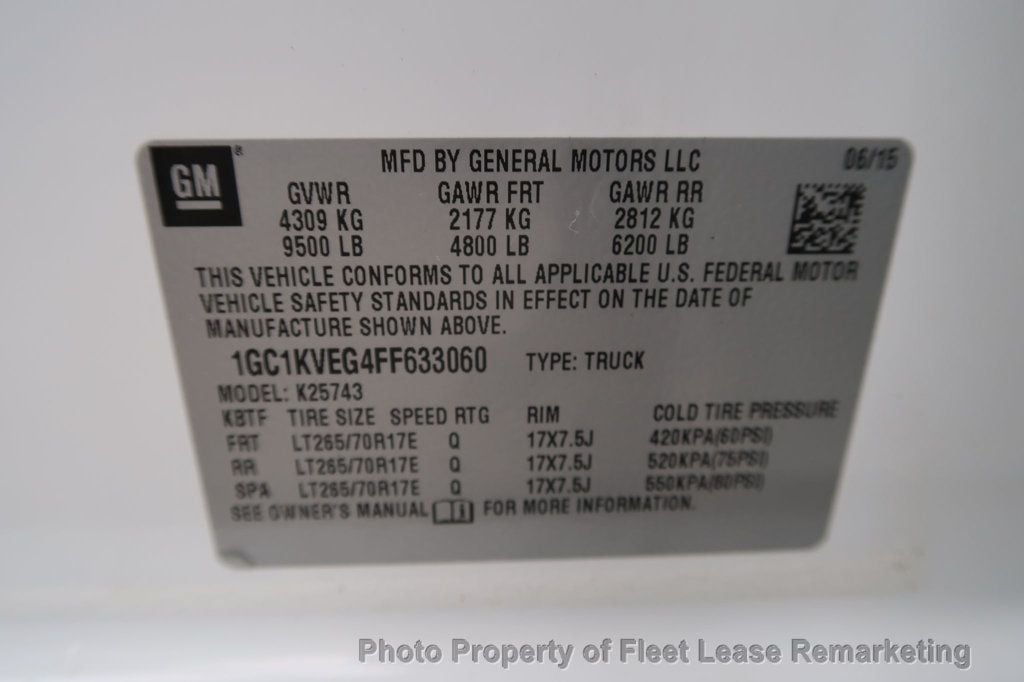 GM®
MFD BY GENERAL MOTORS LLC 06/15
GVWR GAWR FRT GAWR RR
4309 KG 2177 KG 2812 KG
9500 LB 4800 LB 6200 LB
THIS VEHICLE CONFORMS TO ALL APPLICABLE U.S. FEDERAL MOTOR
VEHICLE SAFETY STANDARDS IN EFFECT ON THE DATE OF
MANUFACTURE SHOWN ABOVE.
1GC1KVEG4FF633060 TYPE: TRUCK
MODEL: K25743
KBTF TIRE SIZE SPEED RTG RIM COLD TIRE PRESSURE
FRT LT265/70R17E Q 17X7.5J 420KPA(60PSI)
RR LT265/70R17E Q 17X7.5J 520KPA(75PSI)
SPA LT265/70R17E Q 17X7.5J 550KPA(80PSI)
SEE OWNER'S MANUAL FOR MORE INFORMATION.
Photo Property of Fleet Lease Remarketing